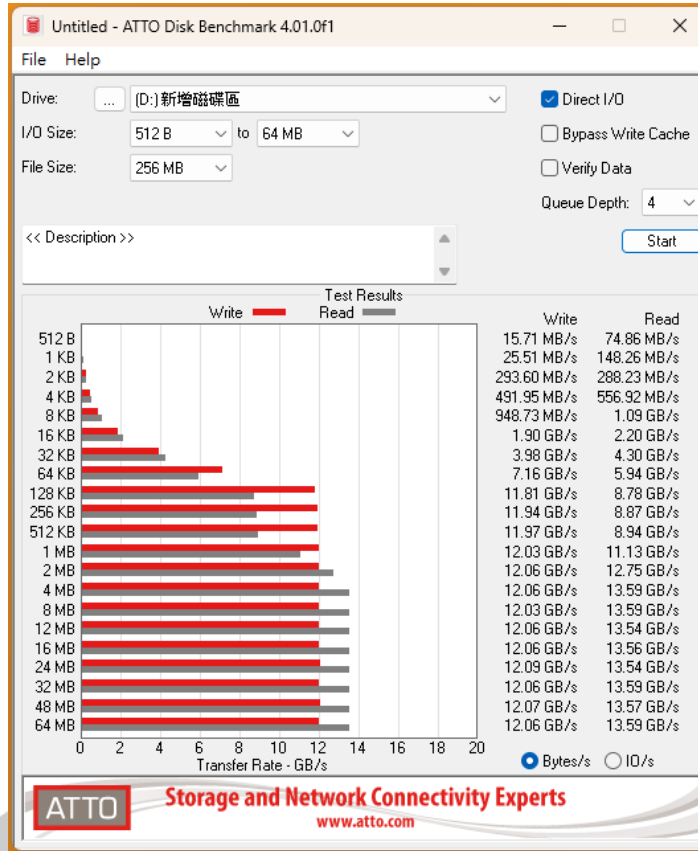 Untitled - ATTO Disk Benchmark 4.01.0f1
File Help
Drive: ... (D:)新增磁碟區 Direct I/O
I/O Size: 512 B to 64 MB Bypass Write Cache
File Size: 256 MB Verify Data
Queue Depth: 4
<< Description >> Start
Test Results
Write Read Write Read
512 B 15.71 MB/s 74.86 MB/s
1 KB 25.51 MB/s 148.26 MB/s
2 KB 293.60 MB/s 288.23 MB/s
4 KB 491.95 MB/s 556.92 MB/s
8 KB 948.73 MB/s 1.09 GB/s
16 KB 1.90 GB/s 2.20 GB/s
32 KB 3.98 GB/s 4.30 GB/s
64 KB 7.16 GB/s 5.94 GB/s
128 KB 11.81 GB/s 8.78 GB/s
256 KB 11.94 GB/s 8.87 GB/s
512 KB 11.97 GB/s 8.94 GB/s
1 MB 12.03 GB/s 11.13 GB/s
2 MB 12.06 GB/s 12.75 GB/s
4 MB 12.06 GB/s 13.59 GB/s
8 MB 12.03 GB/s 13.59 GB/s
12 MB 12.06 GB/s 13.54 GB/s
16 MB 12.06 GB/s 13.56 GB/s
24 MB 12.09 GB/s 13.54 GB/s
32 MB 12.06 GB/s 13.59 GB/s
48 MB 12.07 GB/s 13.57 GB/s
64 MB 12.06 GB/s 13.59 GB/s
0 2 4 6 8 10 12 14 16 18 20
Transfer Rate - GB/s Bytes/s IO/s
ATTO Storage and Network Connectivity Experts
www.atto.com